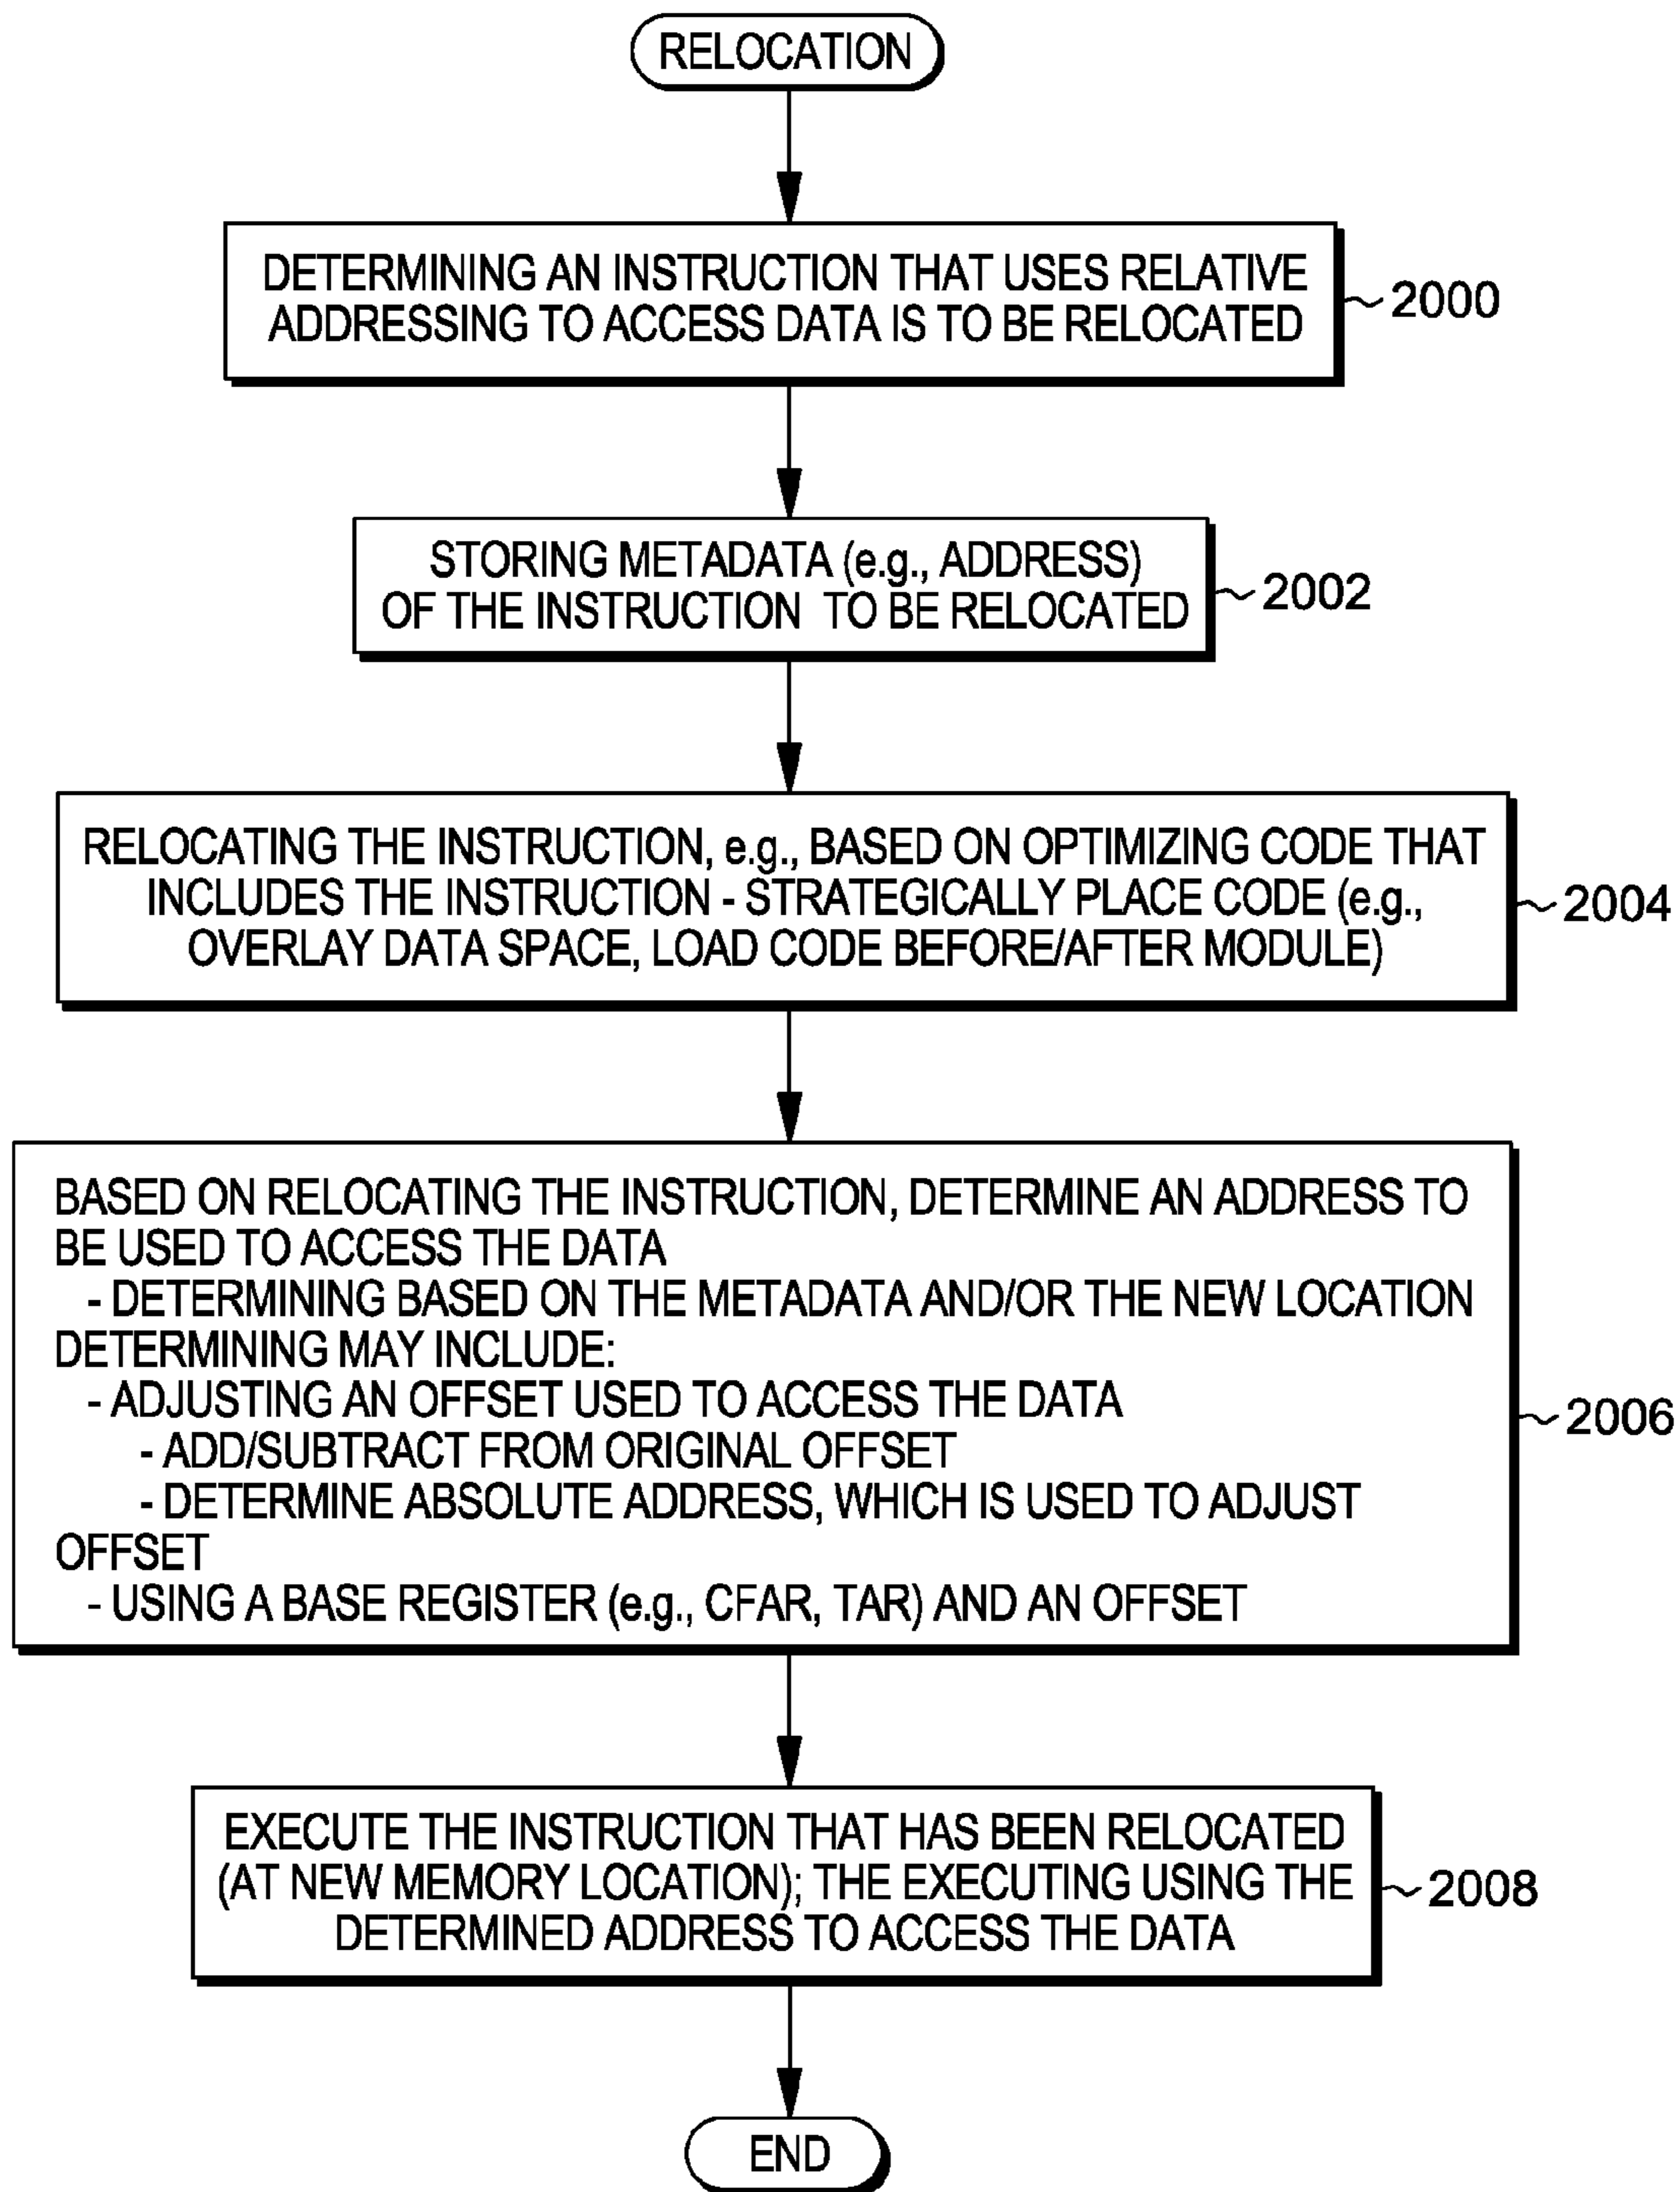 RELOCATION
DETERMINING AN INSTRUCTION THAT USES RELATIVE
ADDRESSING TO ACCESS DATA IS TO BE RELOCATED
2000
STORING METADATA (e.g., ADDRESS)
OF THE INSTRUCTION TO BE RELOCATED
2002
RELOCATING THE INSTRUCTION, e.g., BASED ON OPTIMIZING CODE THAT
INCLUDES THE INSTRUCTION - STRATEGICALLY PLACE CODE (e.g.,
OVERLAY DATA SPACE, LOAD CODE BEFORE/AFTER MODULE)
2004
BASED ON RELOCATING THE INSTRUCTION, DETERMINE AN ADDRESS TO
BE USED TO ACCESS THE DATA
- DETERMINING BASED ON THE METADATA AND/OR THE NEW LOCATION
DETERMINING MAY INCLUDE:
- ADJUSTING AN OFFSET USED TO ACCESS THE DATA
- ADD/SUBTRACT FROM ORIGINAL OFFSET
- DETERMINE ABSOLUTE ADDRESS, WHICH IS USED TO ADJUST
OFFSET
- USING A BASE REGISTER (e.g., CFAR, TAR) AND AN OFFSET
2006
EXECUTE THE INSTRUCTION THAT HAS BEEN RELOCATED
(AT NEW MEMORY LOCATION); THE EXECUTING USING THE
DETERMINED ADDRESS TO ACCESS THE DATA
2008
END